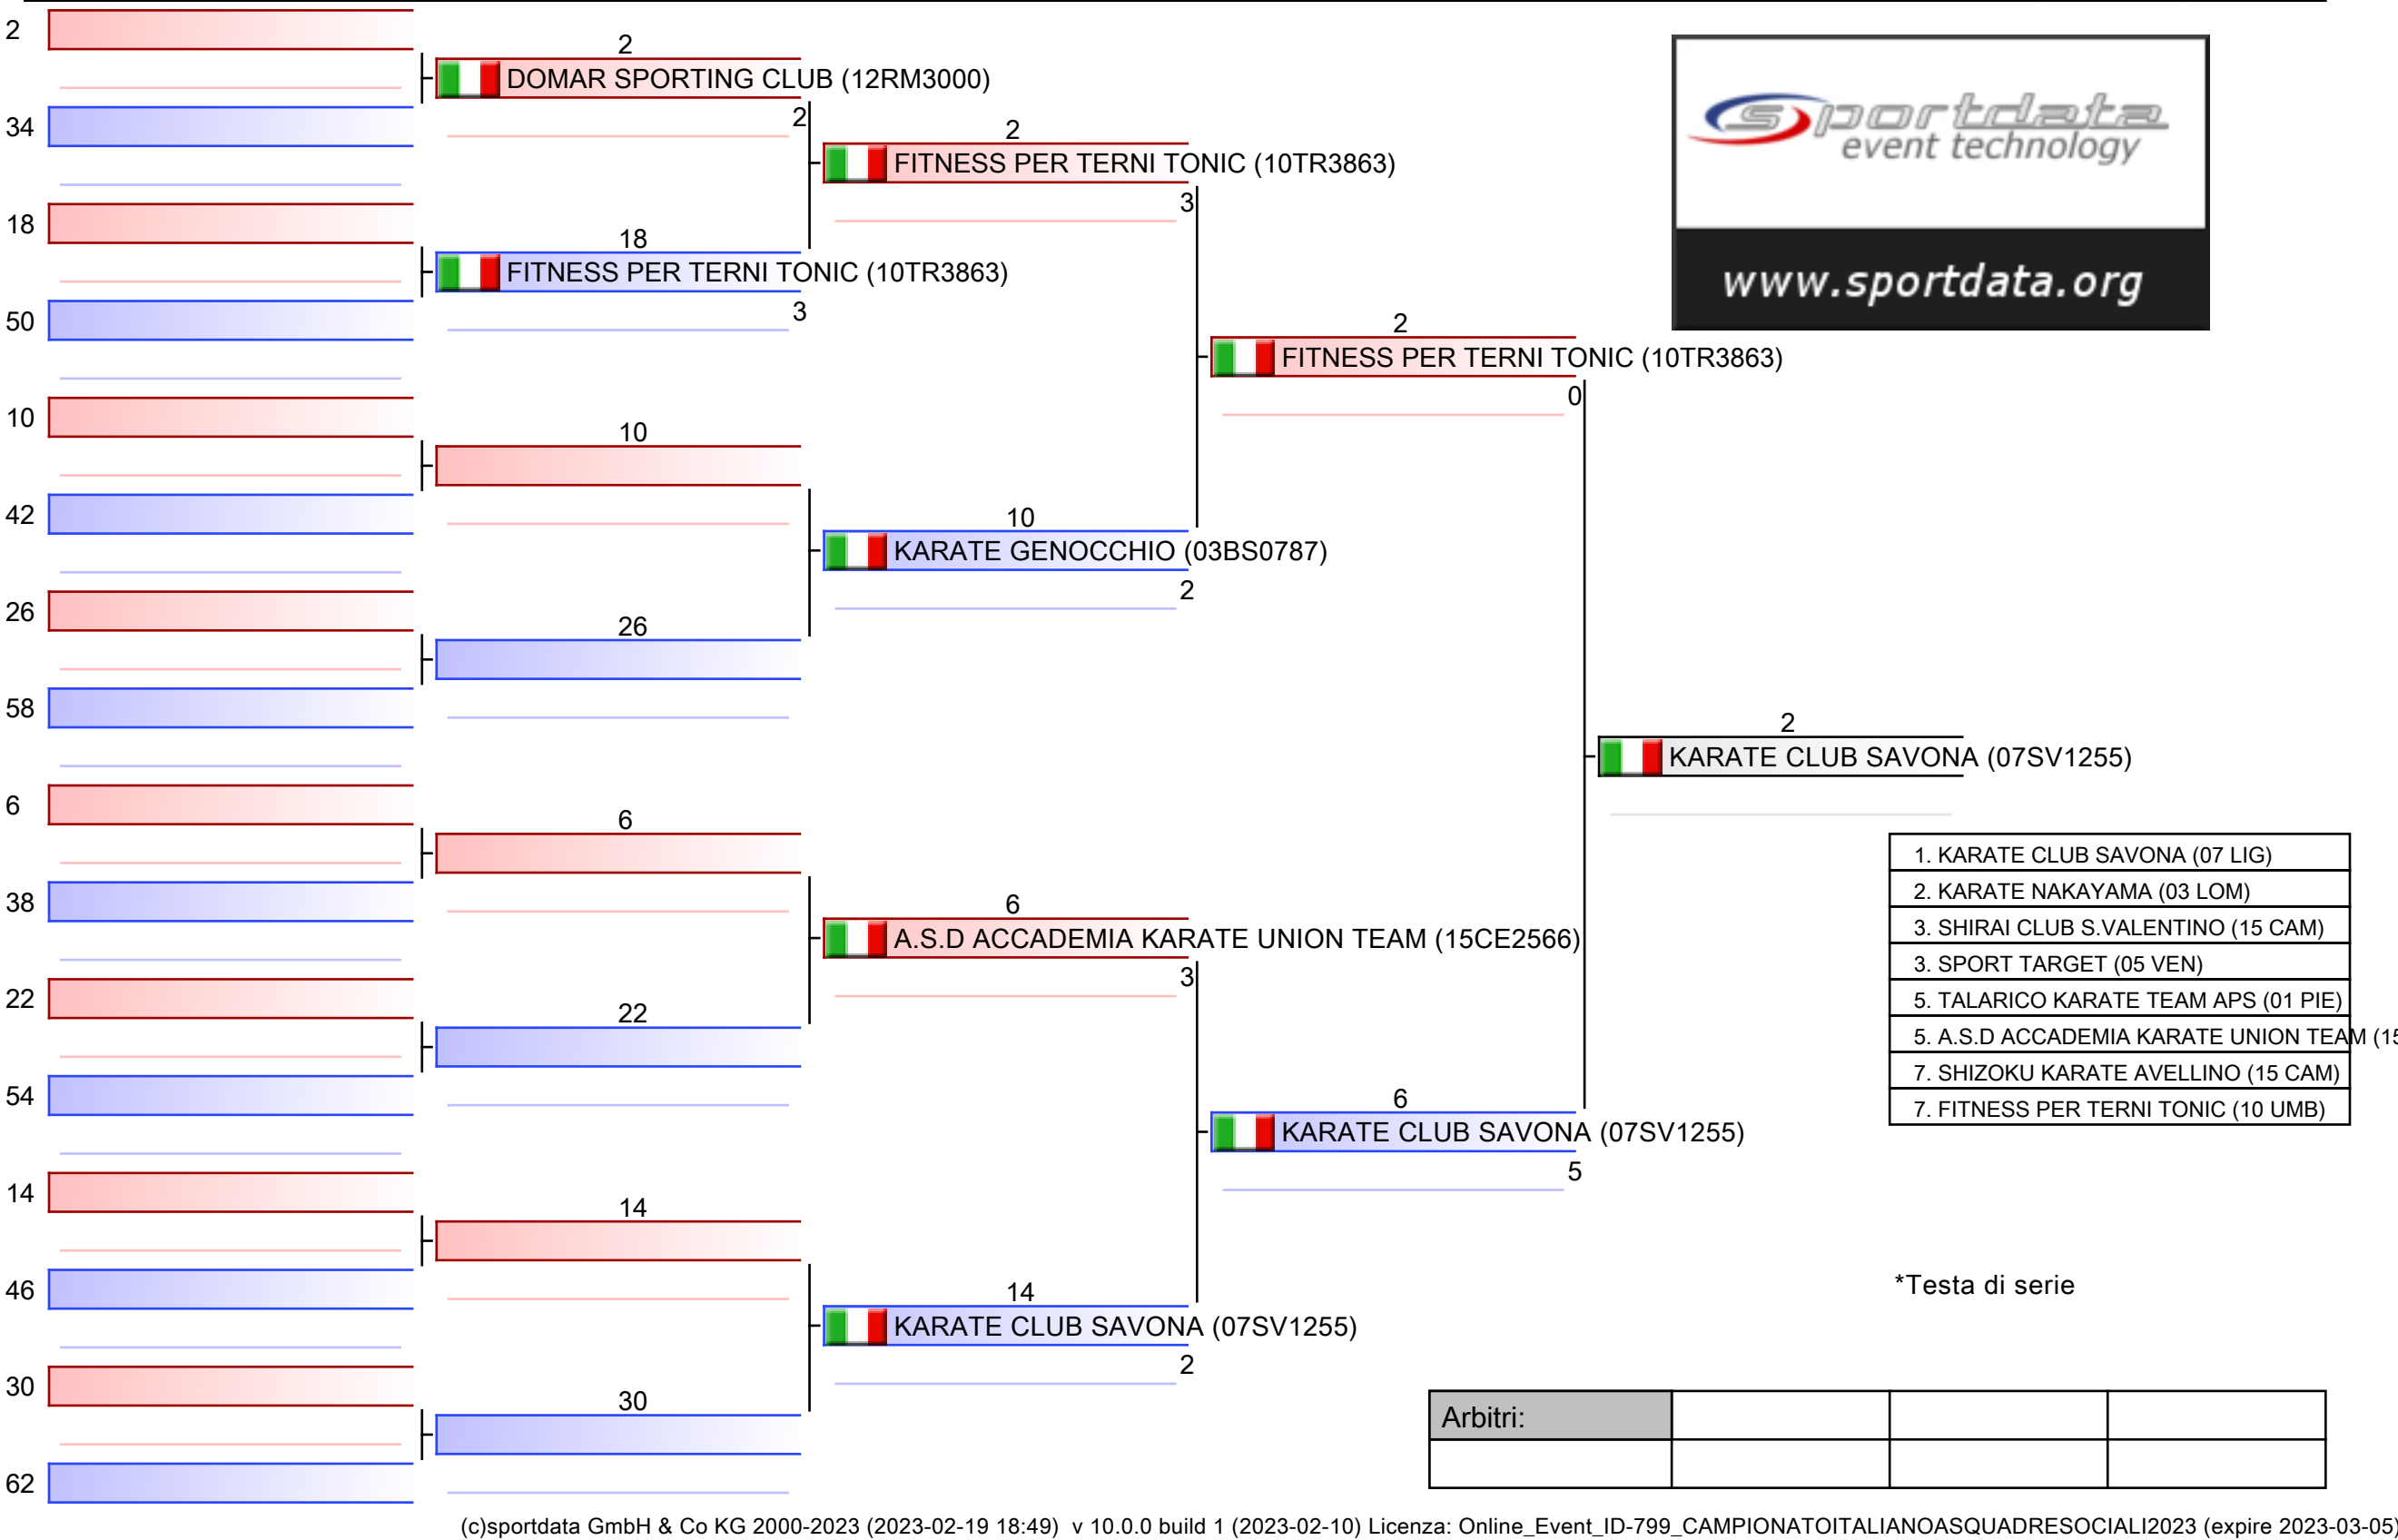 2
34
18
50
10
42
26
58
6
38
22
54
14
46
30
62
2
DOMAR SPORTING CLUB (12RM3000)
2
18
FITNESS PER TERNI TONIC (10TR3863)
3
10
26
6
22
14
30
2
FITNESS PER TERNI TONIC (10TR3863)
3
10
KARATE GENOCCHIO (03BS0787)
2
6
A.S.D ACCADEMIA KARATE UNION TEAM (15CE2566)
3
14
KARATE CLUB SAVONA (07SV1255)
2
2
FITNESS PER TERNI TONIC (10TR3863)
0
6
KARATE CLUB SAVONA (07SV1255)
5
2
KARATE CLUB SAVONA (07SV1255)
sportdata
event technology
www.sportdata.org
1. KARATE CLUB SAVONA (07 LIG)
2. KARATE NAKAYAMA (03 LOM)
3. SHIRAI CLUB S.VALENTINO (15 CAM)
3. SPORT TARGET (05 VEN)
5. TALARICO KARATE TEAM APS (01 PIE)
5. A.S.D ACCADEMIA KARATE UNION TEAM (15
7. SHIZOKU KARATE AVELLINO (15 CAM)
7. FITNESS PER TERNI TONIC (10 UMB)
*Testa di serie
Arbitri:
(c)sportdata GmbH & Co KG 2000-2023 (2023-02-19 18:49) v 10.0.0 build 1 (2023-02-10) Licenza: Online_Event_ID-799_CAMPIONATOITALIANOASQUADRESOCIALI2023 (expire 2023-03-05)